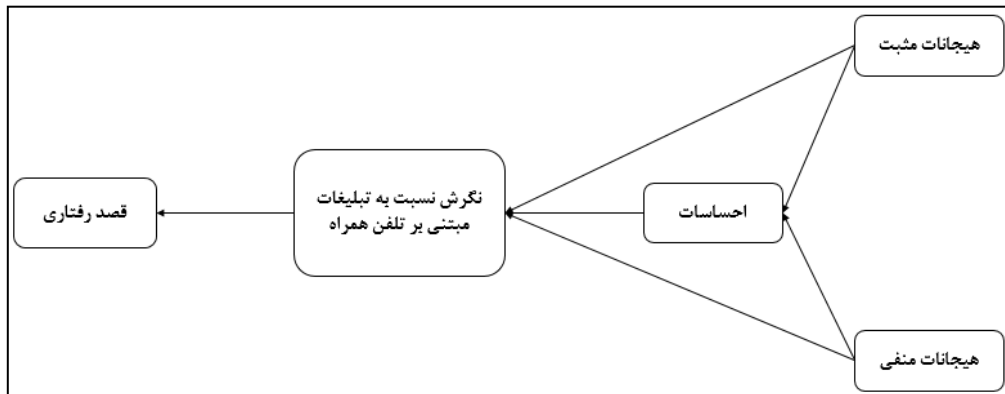 هیجانات مثبت
احساسات
نگرش نسبت به تبلیغات
مبتنی بر تلفن همراه
قصد رفتاری
هیجانات منفی